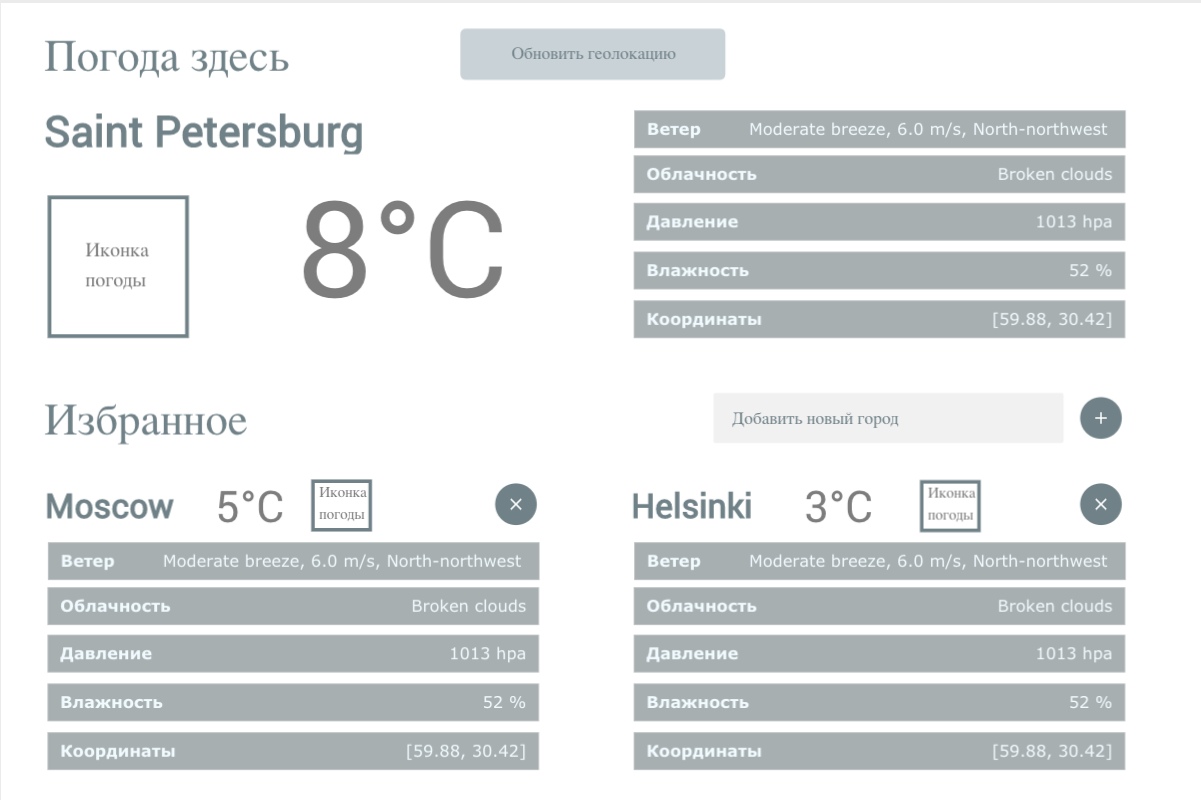 Погода здесь
Обновить геолокацию
Saint Petersburg
Иконка
погоды
8°C
Ветер Moderate breeze, 6.0 m/s, North-northwest
Облачность Broken clouds
Давление 1013 hpa
Влажность 52 %
Координаты [59.88, 30.42]
Избранное
Добавить новый город
+
Moscow 5°C
Иконка
погоды
×
Ветер Moderate breeze, 6.0 m/s, North-northwest
Облачность Broken clouds
Давление 1013 hpa
Влажность 52 %
Координаты [59.88, 30.42]
Helsinki 3°C
Иконка
погоды
×
Ветер Moderate breeze, 6.0 m/s, North-northwest
Облачность Broken clouds
Давление 1013 hpa
Влажность 52 %
Координаты [59.88, 30.42]